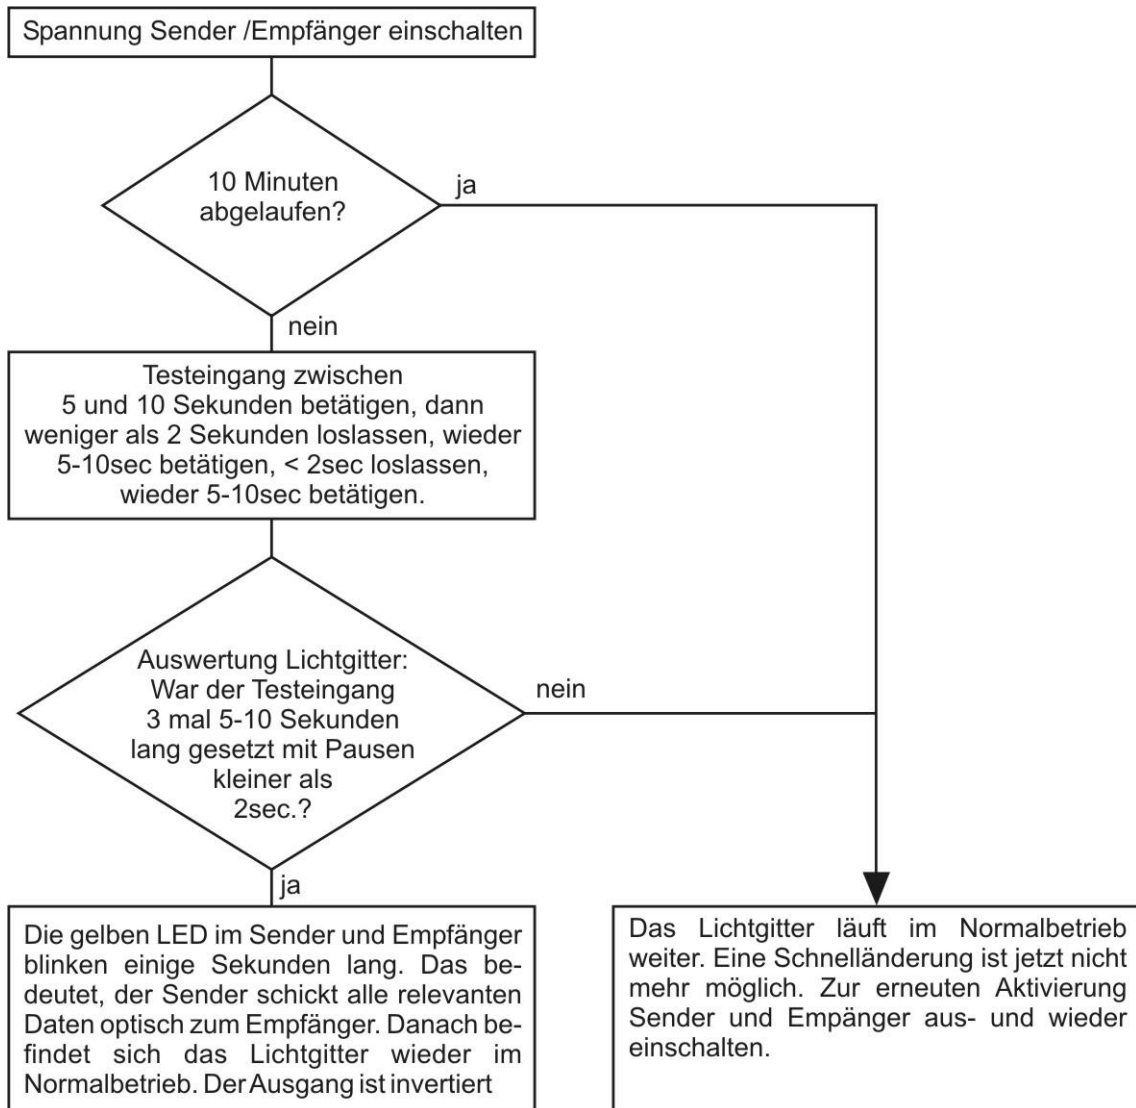 Spannung Sender /Empfänger einschalten
10 Minuten
abgelaufen?
ja
nein
Testeingang zwischen
5 und 10 Sekunden betätigen, dann
weniger als 2 Sekunden loslassen, wieder
5-10sec betätigen, < 2sec loslassen,
wieder 5-10sec betätigen.
Auswertung Lichtgitter:
War der Testeingang
3 mal 5-10 Sekunden
lang gesetzt mit Pausen
kleiner als
2sec.?
nein
ja
Die gelben LED im Sender und Empfänger
blinken einige Sekunden lang. Das be-
deutet, der Sender schickt alle relevanten
Daten optisch zum Empfänger. Danach be-
findet sich das Lichtgitter wieder im
Normalbetrieb. Der Ausgang ist invertiert
Das Lichtgitter läuft im Normalbetrieb
weiter. Eine Schnelländerung ist jetzt nicht
mehr möglich. Zur erneuten Aktivierung
Sender und Empänger aus- und wieder
einschalten.